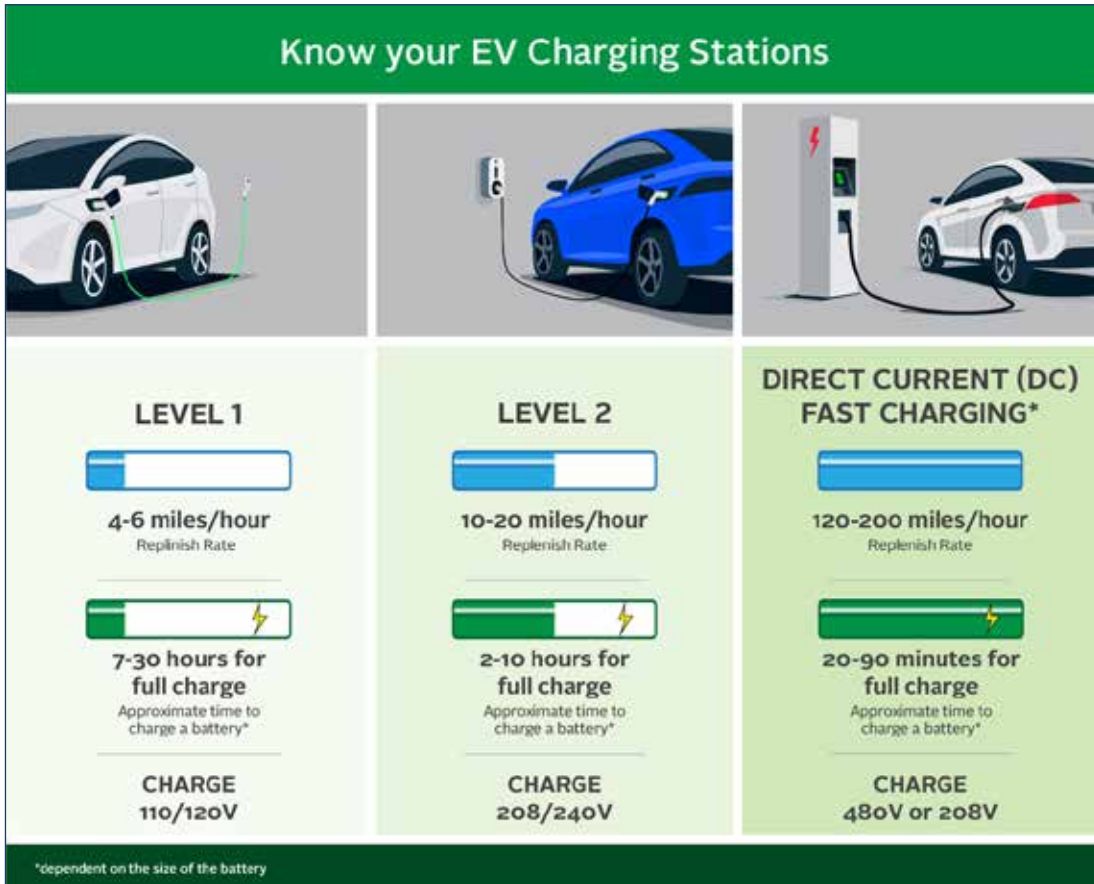 Know your EV Charging Stations
LEVEL 1
4-6 miles/hour
Replinish Rate
7-30 hours for
full charge
Approximate time to
charge a battery*
CHARGE
110/120V
LEVEL 2
10-20 miles/hour
Replenish Rate
2-10 hours for
full charge
Approximate time to
charge a battery*
CHARGE
208/240V
DIRECT CURRENT (DC)
FAST CHARGING*
120-200 miles/hour
Replenish Rate
20-90 minutes for
full charge
Approximate time to
charge a battery*
CHARGE
480V or 208V
*dependent on the size of the battery